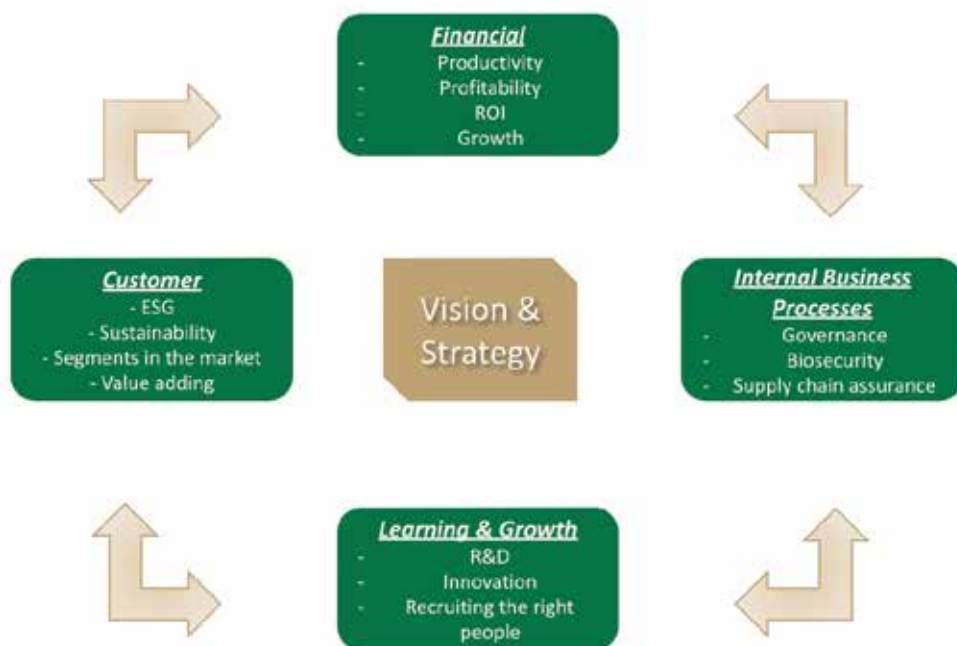 Financial
- Productivity
- Profitability
- ROI
- Growth
Customer
- ESG
- Sustainability
- Segments in the market
- Value adding
Vision &
Strategy
Internal Business
Processes
- Governance
- Biosecurity
- Supply chain assurance
Learning & Growth
- R&D
- Innovation
- Recruiting the right
people